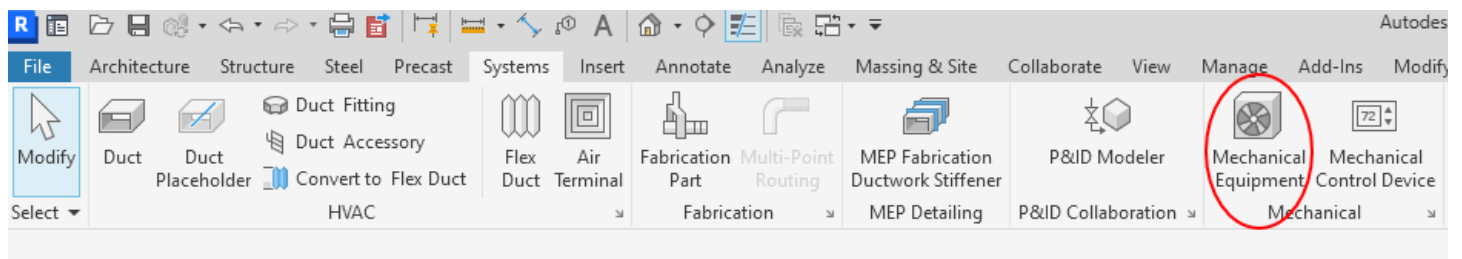 R A Autodes
File Architecture Structure Steel Precast Systems Insert Annotate Analyze Massing & Site Collaborate View Manage Add-Ins Modify
Duct Fitting
Duct Accessory 72
Modify Duct Duct Flex Air Fabrication Multi-Point MEP Fabrication P&ID Modeler Mechanical Mechanical
Placeholder Convert to Flex Duct Duct Terminal Part Routing Ductwork Stiffener Equipment Control Device
Select HVAC Fabrication MEP Detailing P&ID Collaboration Mechanical